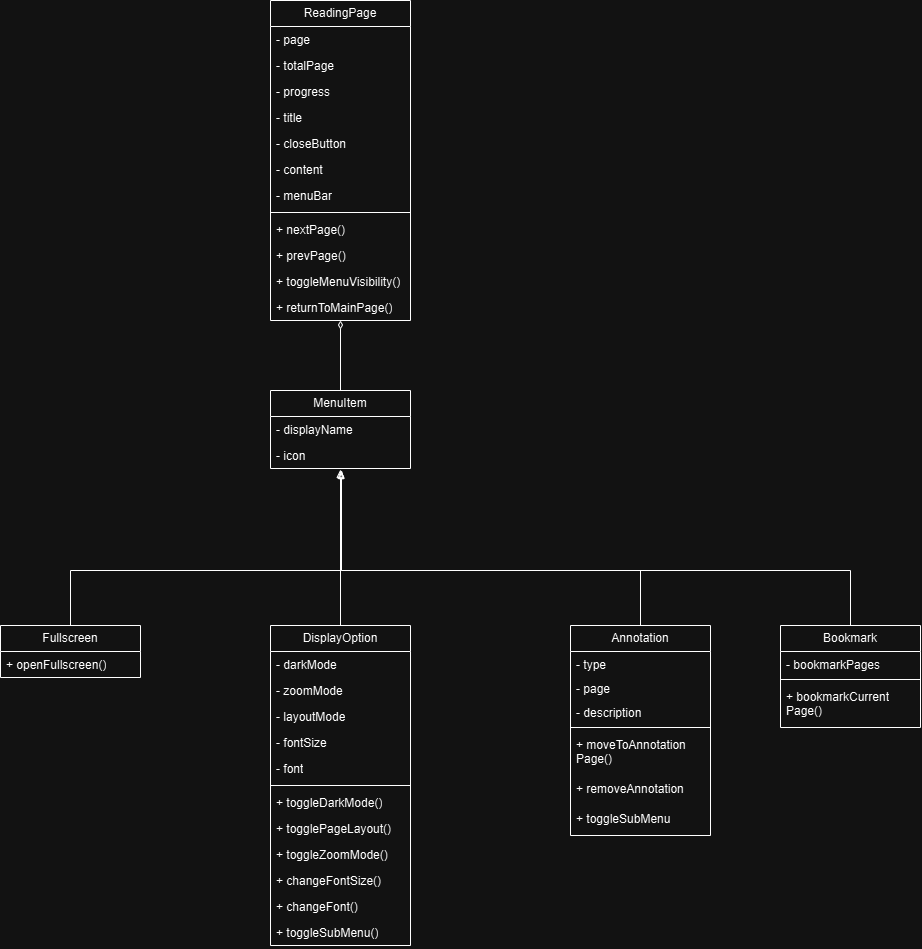 ReadingPage
- page
- totalPage
- progress
- title
- closeButton
- content
- menuBar
+ nextPage()
+ prevPage()
+ toggleMenuVisibility()
+ returnToMainPage()
MenuItem
- displayName
- icon
Fullscreen
+ openFullscreen()
DisplayOption
- darkMode
- zoomMode
- layoutMode
- fontSize
- font
+ toggleDarkMode()
+ togglePageLayout()
+ toggleZoomMode()
+ changeFontSize()
+ changeFont()
+ toggleSubMenu()
Annotation
- type
- page
- description
+ moveToAnnotation
Page()
+ removeAnnotation
+ toggleSubMenu
Bookmark
- bookmarkPages
+ bookmarkCurrent
Page()